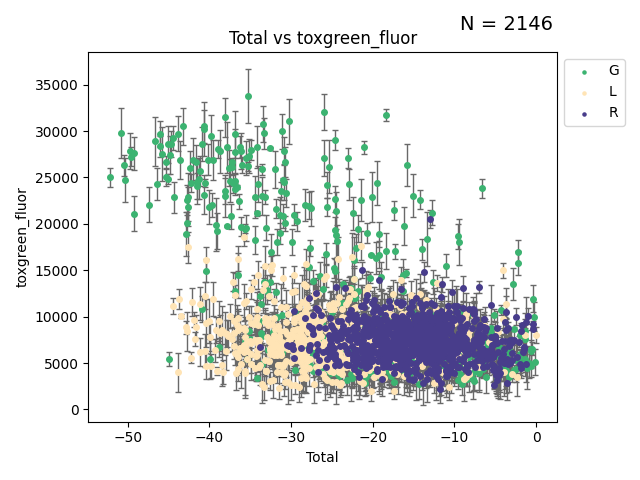 N = 2146
Total vs toxgreen_fluor
G
L
R
35000
30000
25000
20000
15000
10000
5000
0
toxgreen_fluor
−50
−40
−30
−20
−10
0
Total